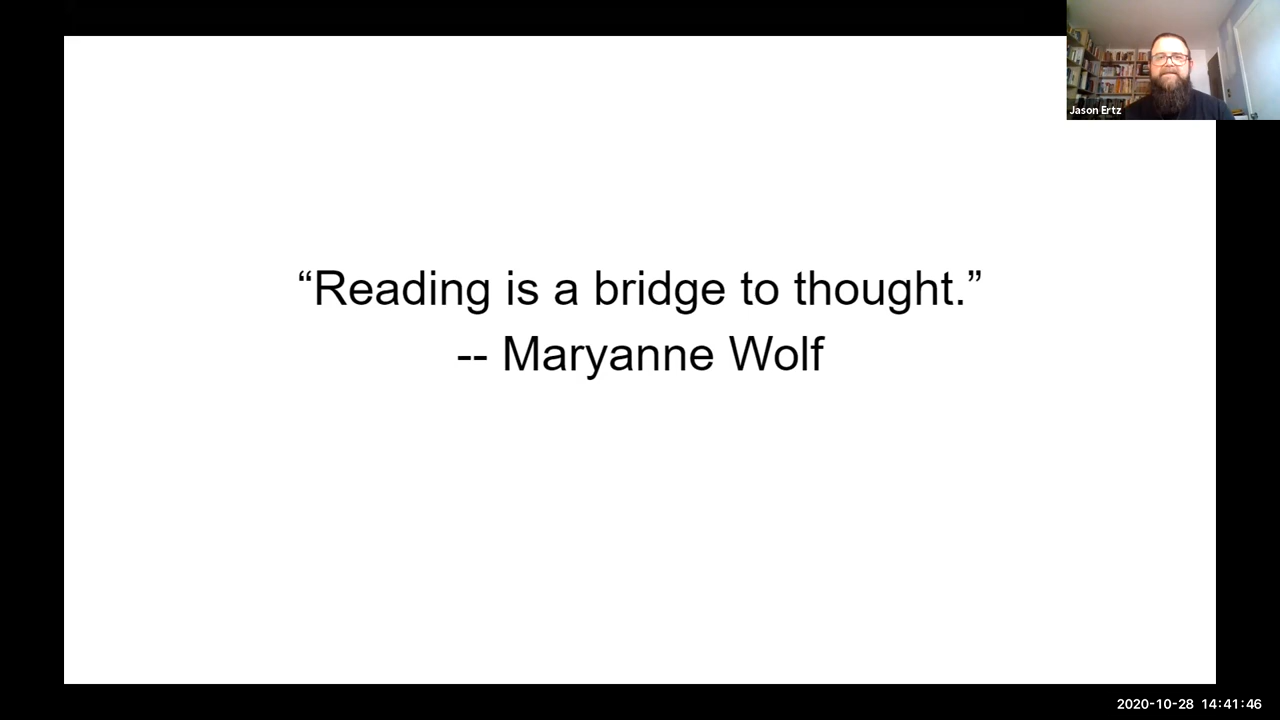 Jason Ertz
“Reading is a bridge to thought.”
-- Maryanne Wolf
2020-10-28 14:41:46